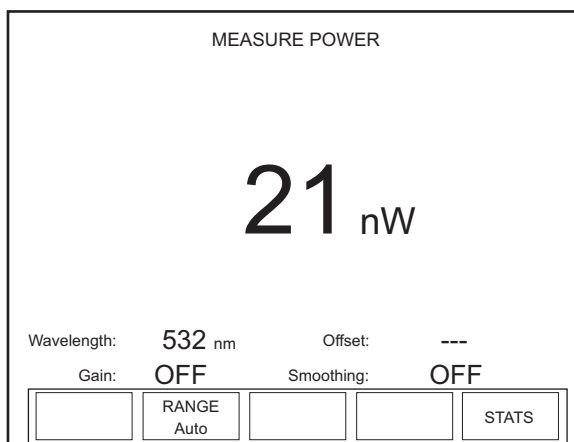 MEASURE POWER
21 nW
Wavelength: 532 nm Offset: ---
Gain: OFF Smoothing: OFF
RANGE
Auto
STATS